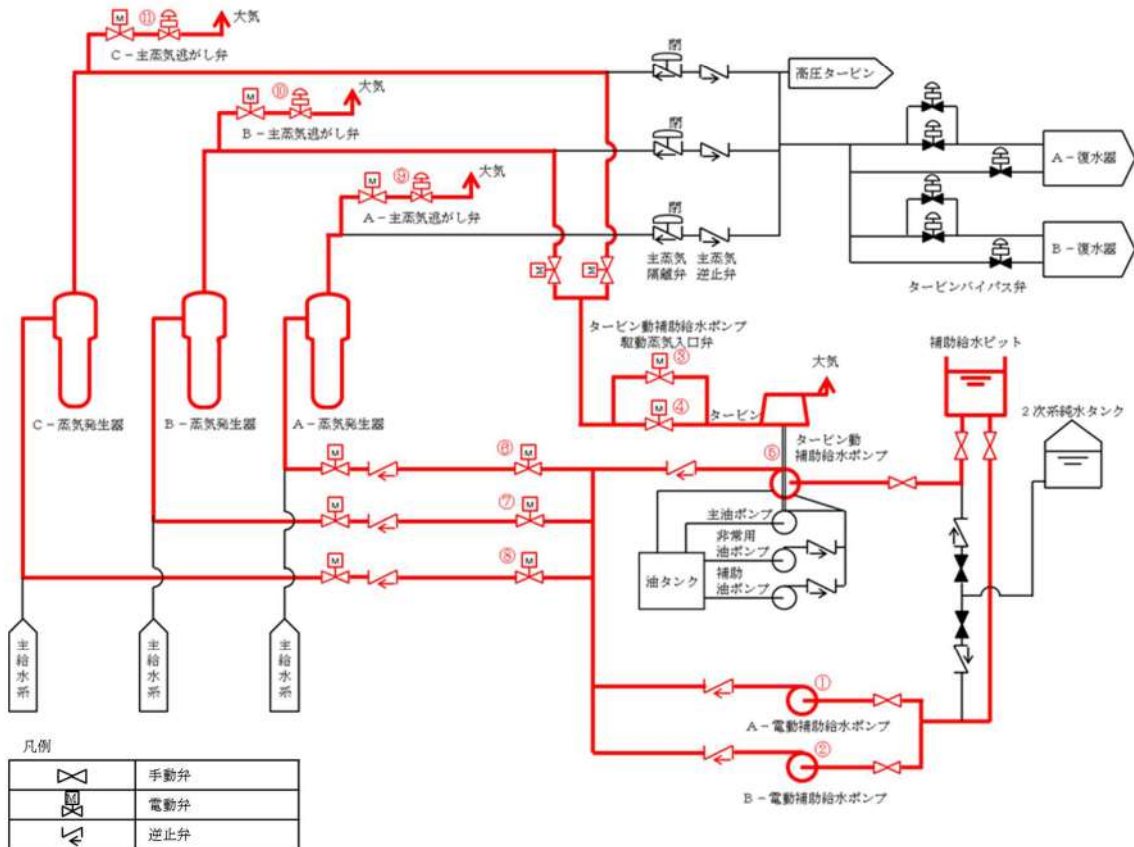 ⑪
大気
C-主蒸気逃がし弁
⑩
大気
B-主蒸気逃がし弁
⑨
大気
A-主蒸気逃がし弁
閉
閉
閉
高圧タービン
主蒸気
隔離弁
主蒸気
逆止弁
A-復水器
B-復水器
タービンバイパス弁
M
M
M
M
M
C-蒸気発生器
B-蒸気発生器
A-蒸気発生器
タービン動補助給水ポンプ
駆動蒸気入口弁
M
③
M
④
タービン
大気
補助給水ピット
2次系純水タンク
タービン動
補助給水ポンプ
⑤
M
M
⑥
M
M
⑦
M
M
⑧
主油ポンプ
非常用
油ポンプ
補助
油ポンプ
油タンク
主給水系
主給水系
主給水系
①
A-電動補助給水ポンプ
②
B-電動補助給水ポンプ
凡例
手動弁
M
電動弁
逆止弁